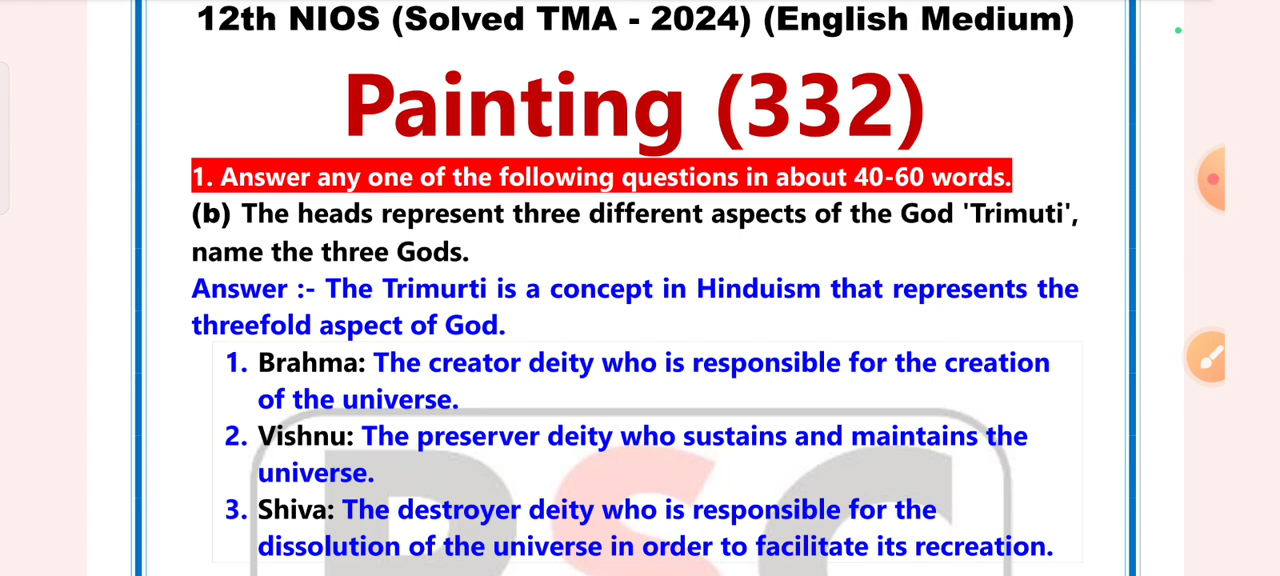 12th NIOS (Solved TMA - 2024) (English Medium)
Painting (332)
1. Answer any one of the following questions in about 40-60 words.
(b) The heads represent three different aspects of the God 'Trimuti',
name the three Gods.
Answer :- The Trimurti is a concept in Hinduism that represents the
threefold aspect of God.
1. Brahma: The creator deity who is responsible for the creation
of the universe.
2. Vishnu: The preserver deity who sustains and maintains the
universe.
3. Shiva: The destroyer deity who is responsible for the
dissolution of the universe in order to facilitate its recreation.
PSC